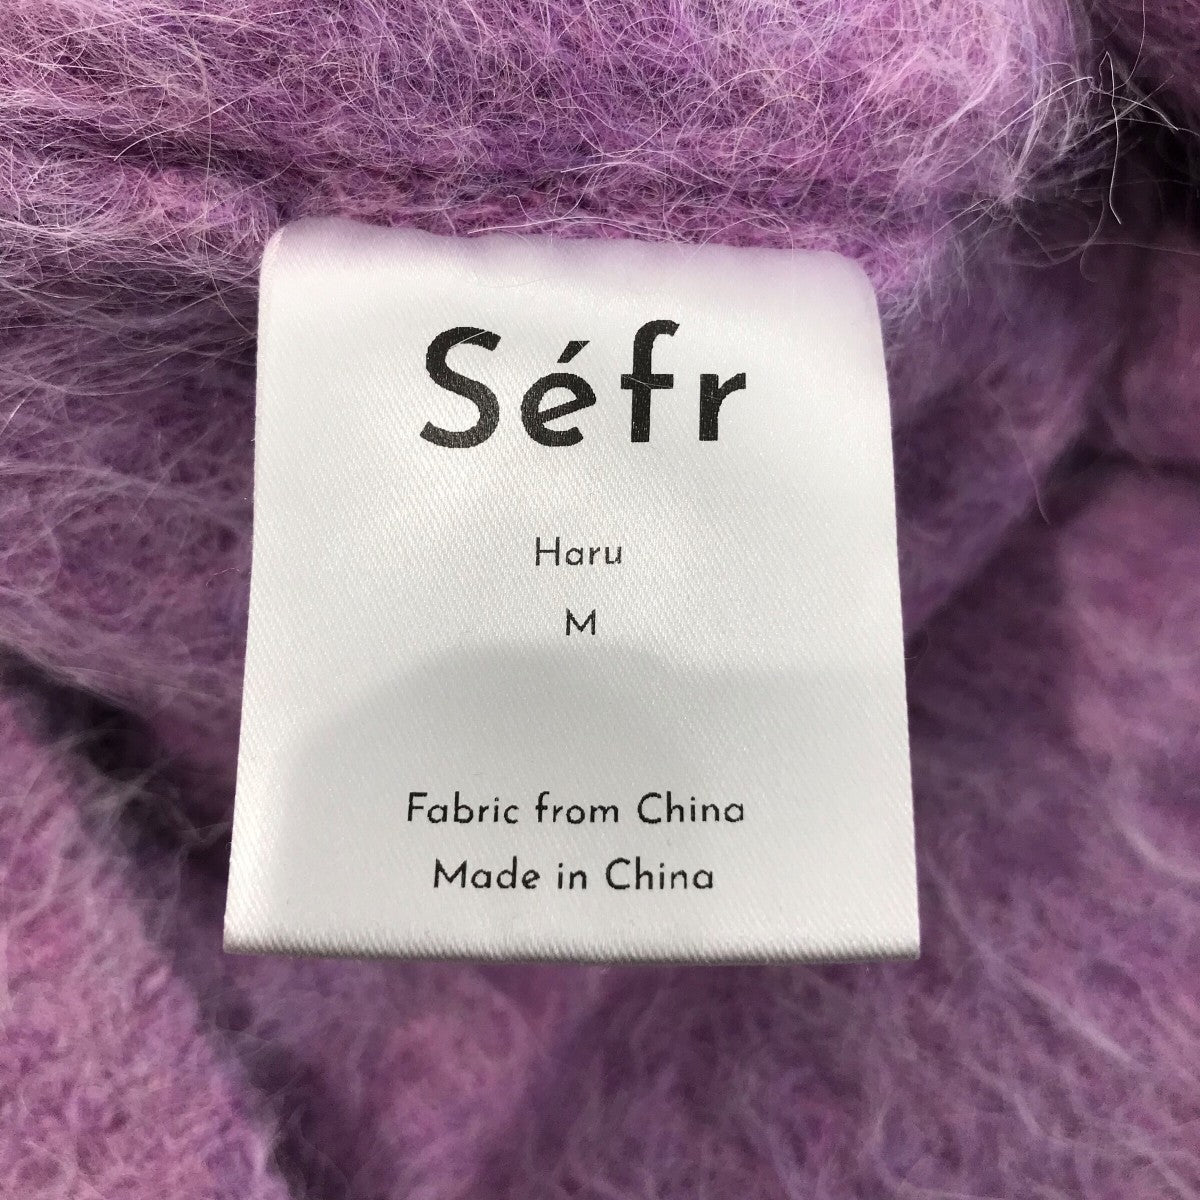 Séfr
Haru
M
Fabric from China
Made in China